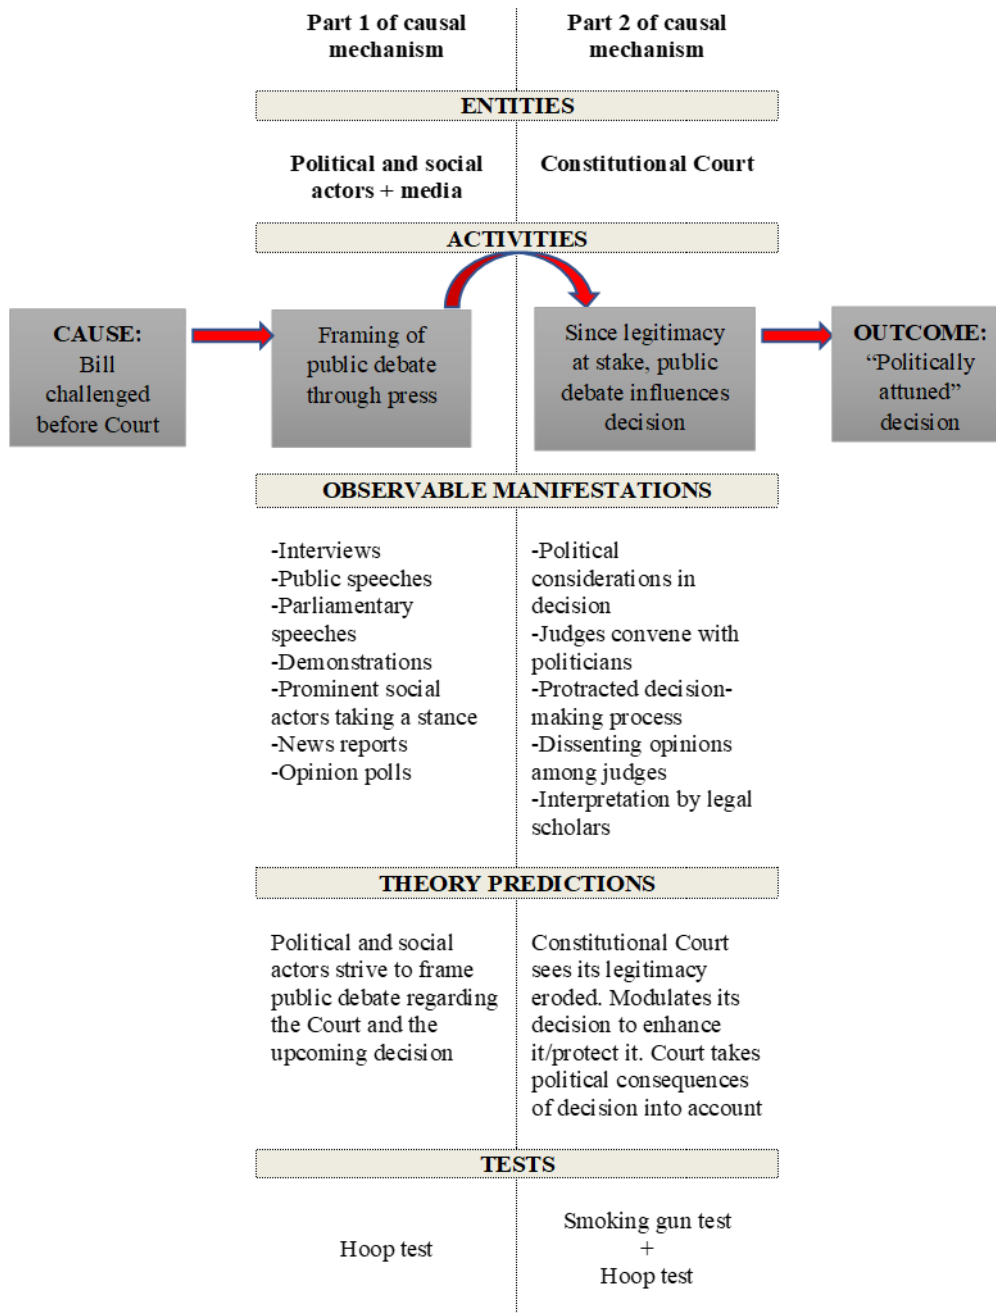 Part 1 of causal
mechanism
Part 2 of causal
mechanism
ENTITIES
Political and social
actors + media
Constitutional Court
ACTIVITIES
CAUSE:
Bill
challenged
before Court
Framing of
public debate
through press
Since legitimacy
at stake, public
debate influences
decision
OUTCOME:
“Politically
attuned”
decision
OBSERVABLE MANIFESTATIONS
-Interviews
-Public speeches
-Parliamentary
speeches
-Demonstrations
-Prominent social
actors taking a stance
-News reports
-Opinion polls
-Political
considerations in
decision
-Judges convene with
politicians
-Protracted decision-
making process
-Dissenting opinions
among judges
-Interpretation by legal
scholars
THEORY PREDICTIONS
Political and social
actors strive to frame
public debate regarding
the Court and the
upcoming decision
Constitutional Court
sees its legitimacy
eroded. Modulates its
decision to enhance
it/protect it. Court takes
political consequences
of decision into account
TESTS
Hoop test
Smoking gun test
+
Hoop test